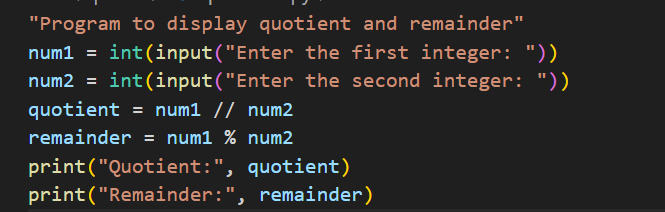 "Program to display quotient and remainder"
num1 = int(input("Enter the first integer: "))
num2 = int(input("Enter the second integer: "))
quotient = num1 // num2
remainder = num1 % num2
print("Quotient:", quotient)
print("Remainder:", remainder)